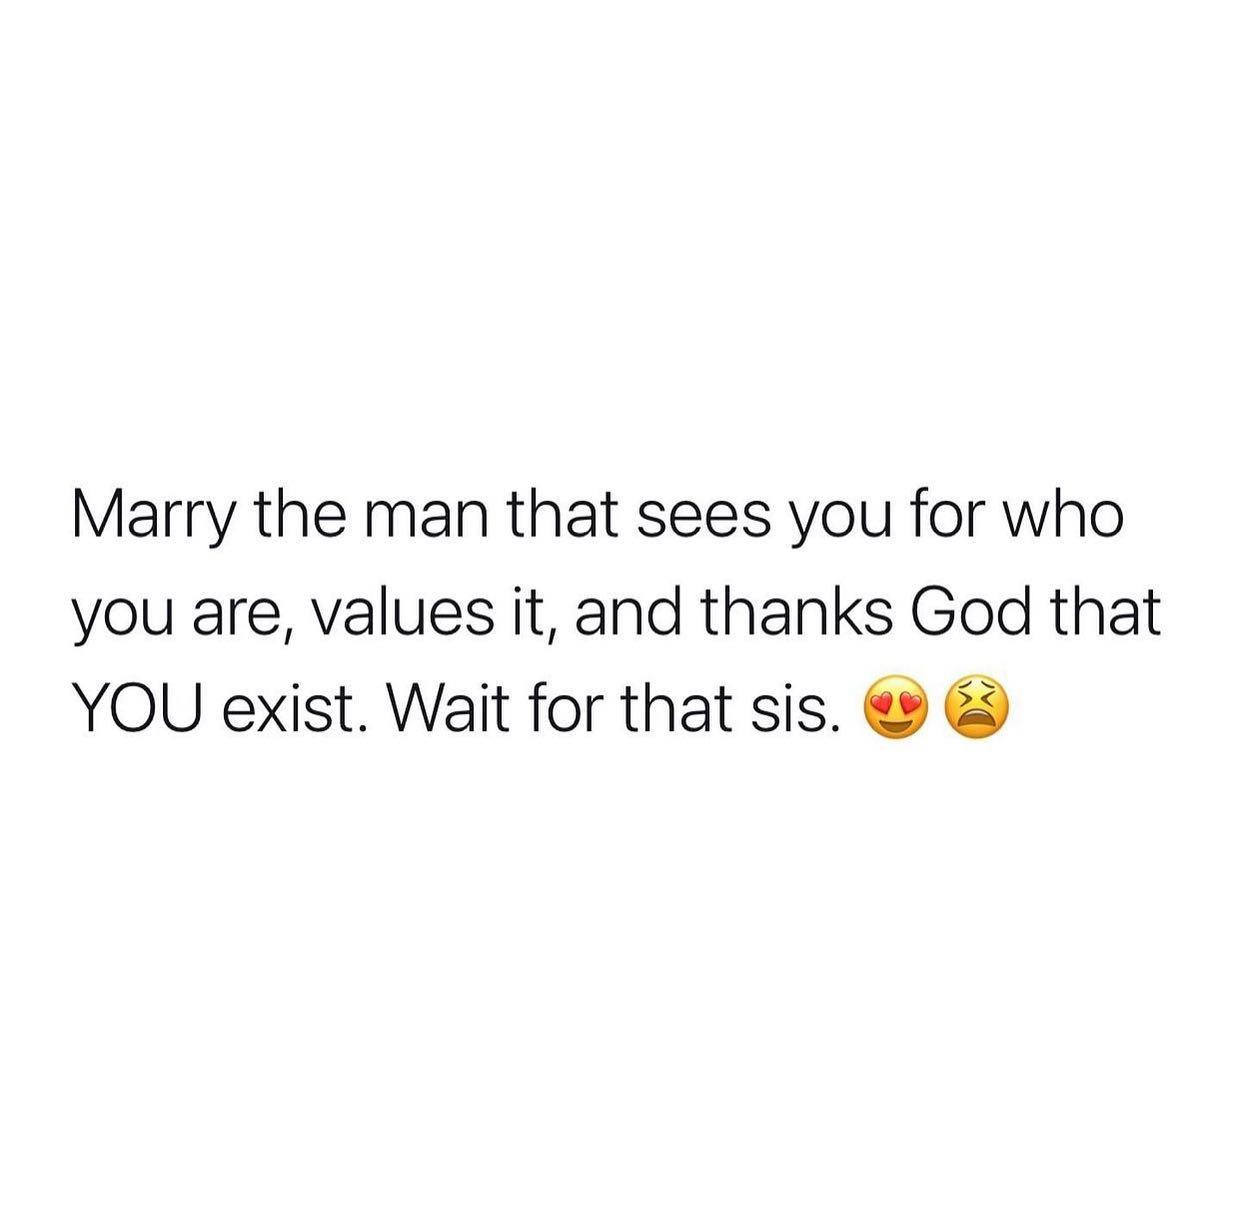 Marry the man that sees you for who
you are, values it, and thanks God that
YOU exist. Wait for that sis. 😍😫